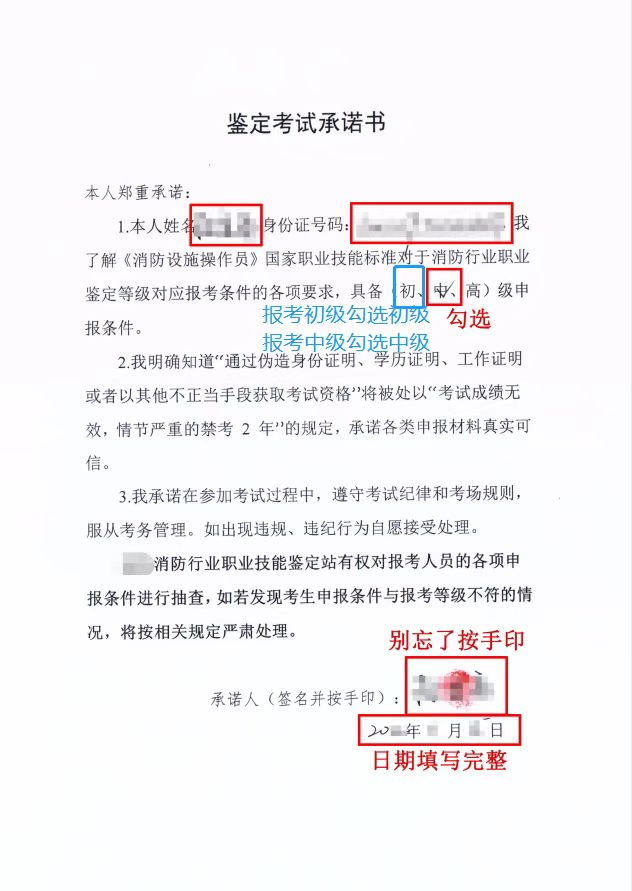 鉴定考试承诺书
本人郑重承诺：
1.本人姓名 身份证号码： ，我
了解《消防设施操作员》国家职业技能标准对于消防行业职业
鉴定等级对应报考条件的各项要求，具备（初、中、高）级申
报考初级勾选初级
勾选
报考中级勾选中级
报条件。
2.我明确知道“通过伪造身份证明、学历证明、工作证明
或者以其他不正当手段获取考试资格”将被处以“考试成绩无
效，情节严重的禁考 2 年”的规定，承诺各类申报材料真实可
信。
3.我承诺在参加考试过程中，遵守考试纪律和考场规则，
服从考务管理。如出现违规、违纪行为自愿接受处理。
消防行业职业技能鉴定站有权对报考人员的各项申
报条件进行抽查，如若发现考生申报条件与报考等级不符的情
况，将按相关规定严肃处理。
别忘了按手印
承诺人（签名并按手印）：
20 年 月 日
日期填写完整